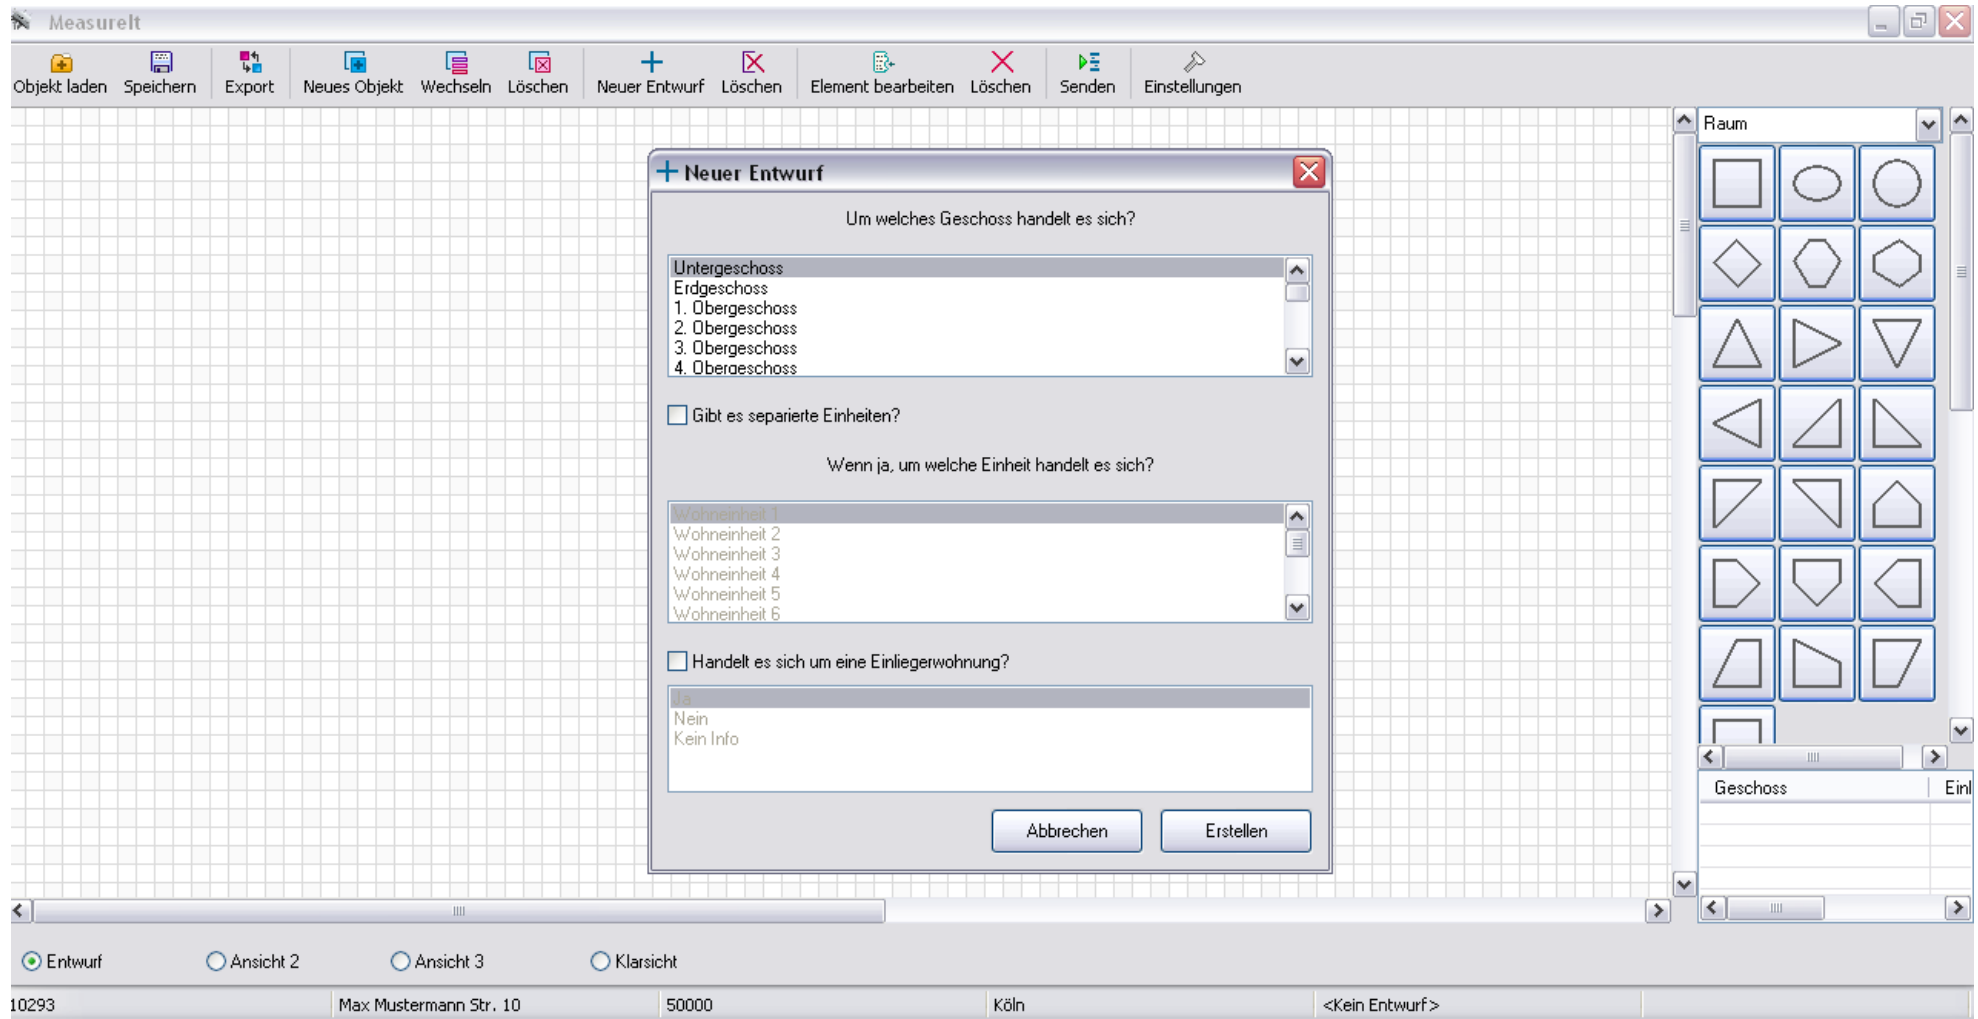 MeasureIt
Objekt laden Speichern Export Neues Objekt Wechseln Löschen Neuer Entwurf Löschen Element bearbeiten Löschen Senden Einstellungen
Raum
Neuer Entwurf
Um welches Geschoss handelt es sich?
Untergeschoss
Erdgeschoss
1. Obergeschoss
2. Obergeschoss
3. Obergeschoss
4. Obergeschoss
Gibt es separierte Einheiten?
Wenn ja, um welche Einheit handelt es sich?
Wohneinheit 1
Wohneinheit 2
Wohneinheit 3
Wohneinheit 4
Wohneinheit 5
Wohneinheit 6
Handelt es sich um eine Einliegerwohnung?
Ja
Nein
Kein Info
Abbrechen Erstellen
Geschoss Einl
Entwurf Ansicht 2 Ansicht 3 Klarsicht
10293 Max Mustermann Str. 10 50000 Köln <Kein Entwurf>